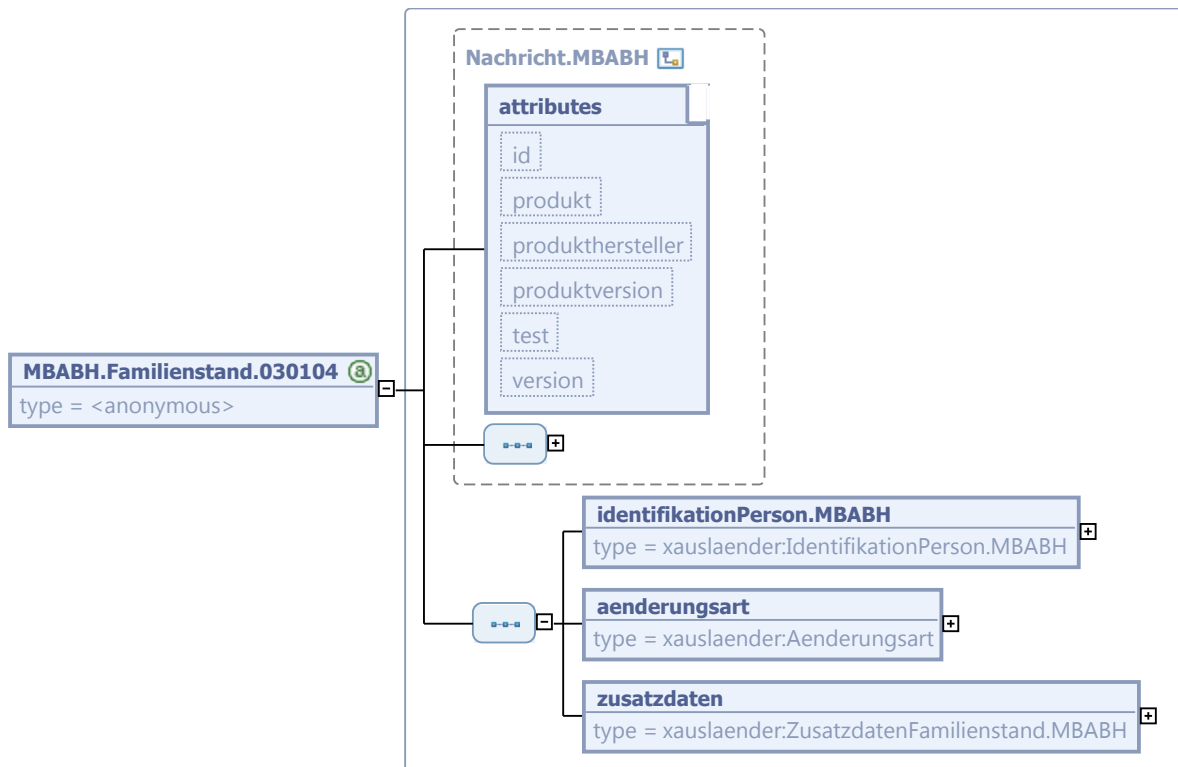 Nachricht.MBABH
attributes
id
produkt
produkthersteller
produktversion
test
version
MBABH.Familienstand.030104 a
type = <anonymous>
identifikationPerson.MBABH
type = xauslaender:IdentifikationPerson.MBABH
aenderungsart
type = xauslaender:Aenderungsart
zusatzdaten
type = xauslaender:ZusatzdatenFamilienstand.MBABH